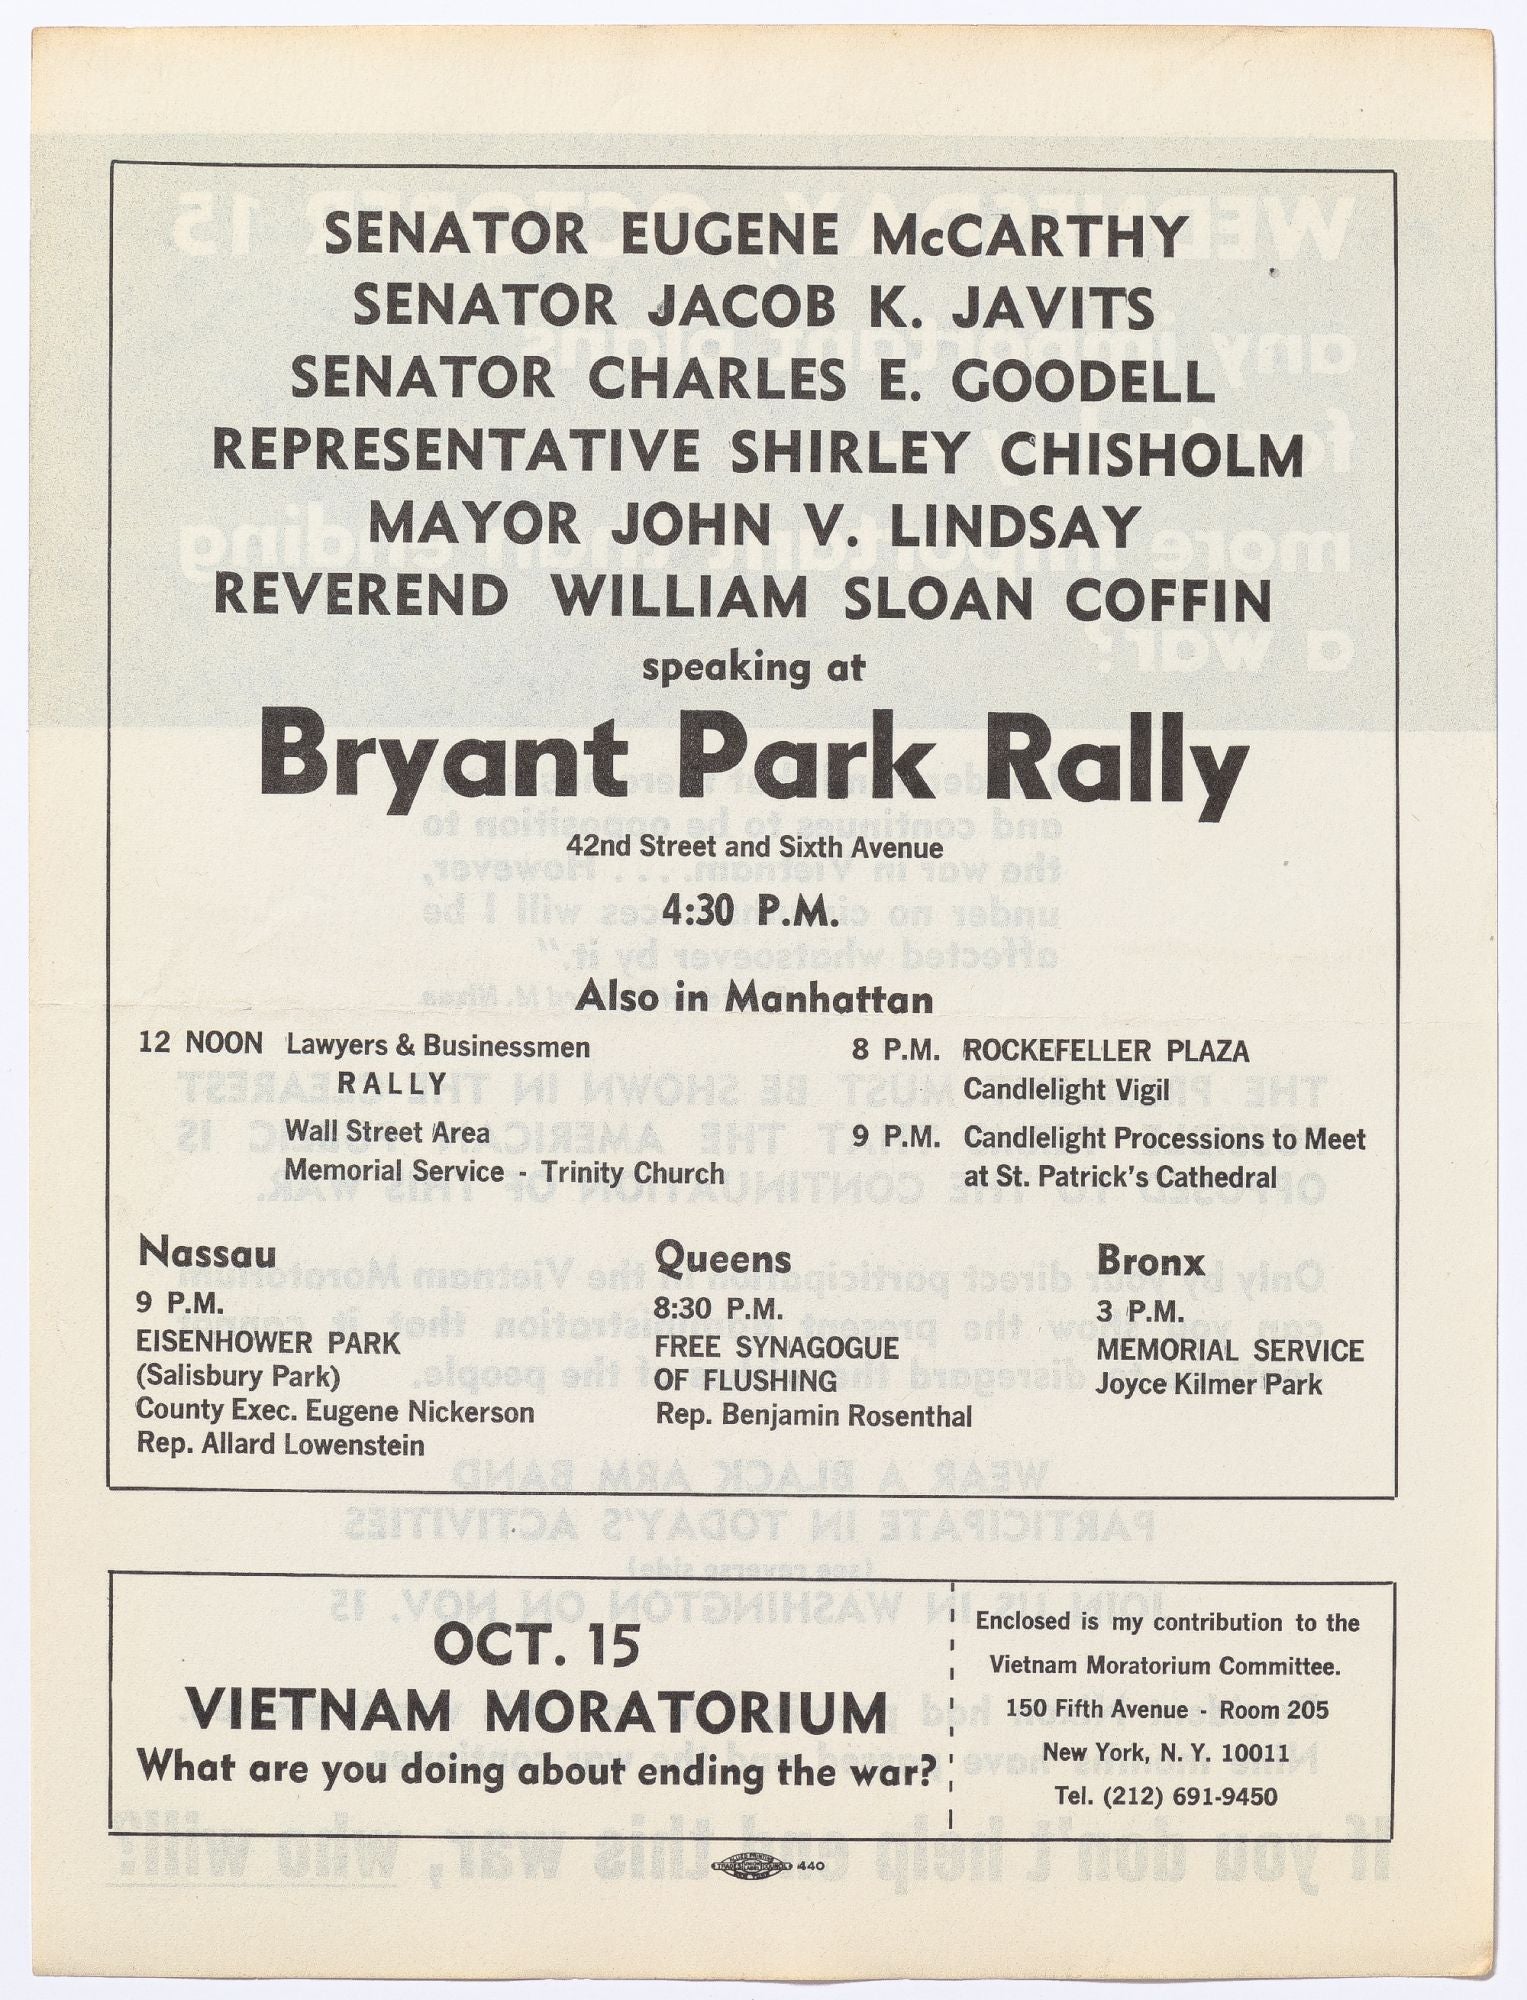 SENATOR EUGENE McCARTHY
SENATOR JACOB K. JAVITS
SENATOR CHARLES E. GOODELL
REPRESENTATIVE SHIRLEY CHISHOLM
MAYOR JOHN V. LINDSAY
REVEREND WILLIAM SLOAN COFFIN
speaking at
Bryant Park Rally
42nd Street and Sixth Avenue
4:30 P.M.
Also in Manhattan
12 NOON Lawyers & Businessmen
RALLY
Wall Street Area
Memorial Service - Trinity Church
8 P.M. ROCKEFELLER PLAZA
Candlelight Vigil
9 P.M. Candlelight Processions to Meet
at St. Patrick's Cathedral
Nassau
9 P.M.
EISENHOWER PARK
(Salisbury Park)
County Exec. Eugene Nickerson
Rep. Allard Lowenstein
Queens
8:30 P.M.
FREE SYNAGOGUE
OF FLUSHING
Rep. Benjamin Rosenthal
Bronx
3 P.M.
MEMORIAL SERVICE
Joyce Kilmer Park
OCT. 15
VIETNAM MORATORIUM
What are you doing about ending the war?
Enclosed is my contribution to the
Vietnam Moratorium Committee.
150 Fifth Avenue - Room 205
New York, N. Y. 10011
Tel. (212) 691-9450
440